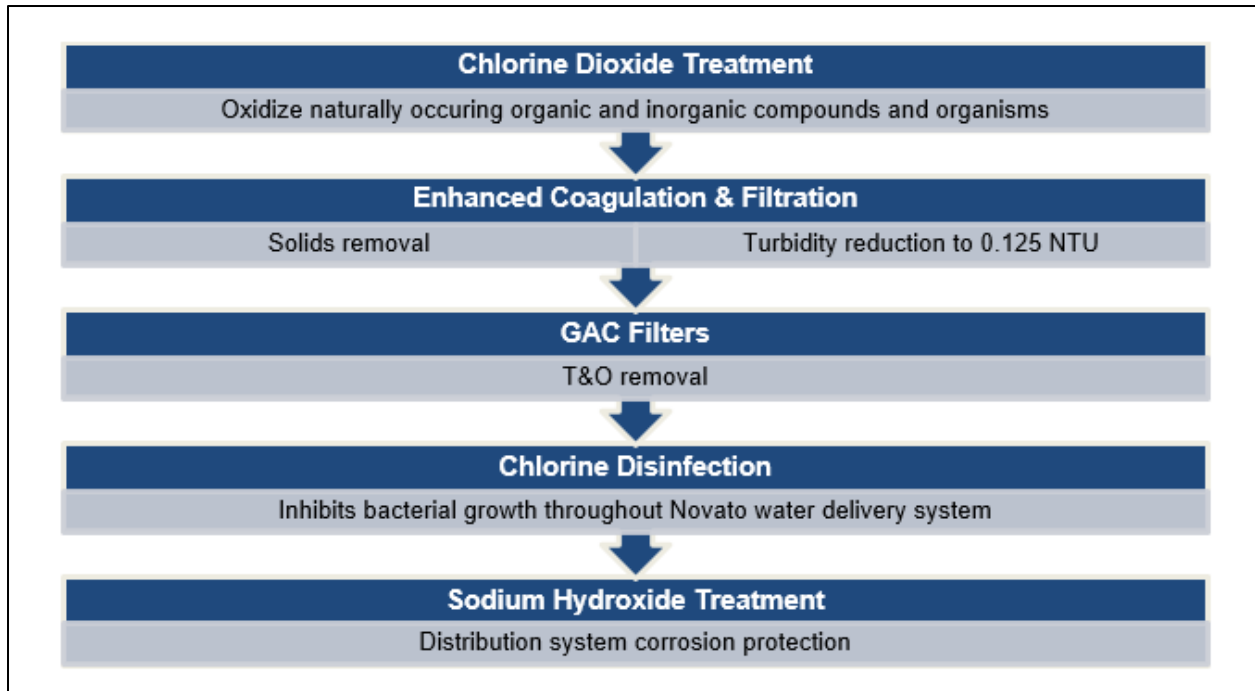 Chlorine Dioxide Treatment
Oxidize naturally occuring organic and inorganic compounds and organisms
Enhanced Coagulation & Filtration
Solids removal
Turbidity reduction to 0.125 NTU
GAC Filters
T&O removal
Chlorine Disinfection
Inhibits bacterial growth throughout Novato water delivery system
Sodium Hydroxide Treatment
Distribution system corrosion protection